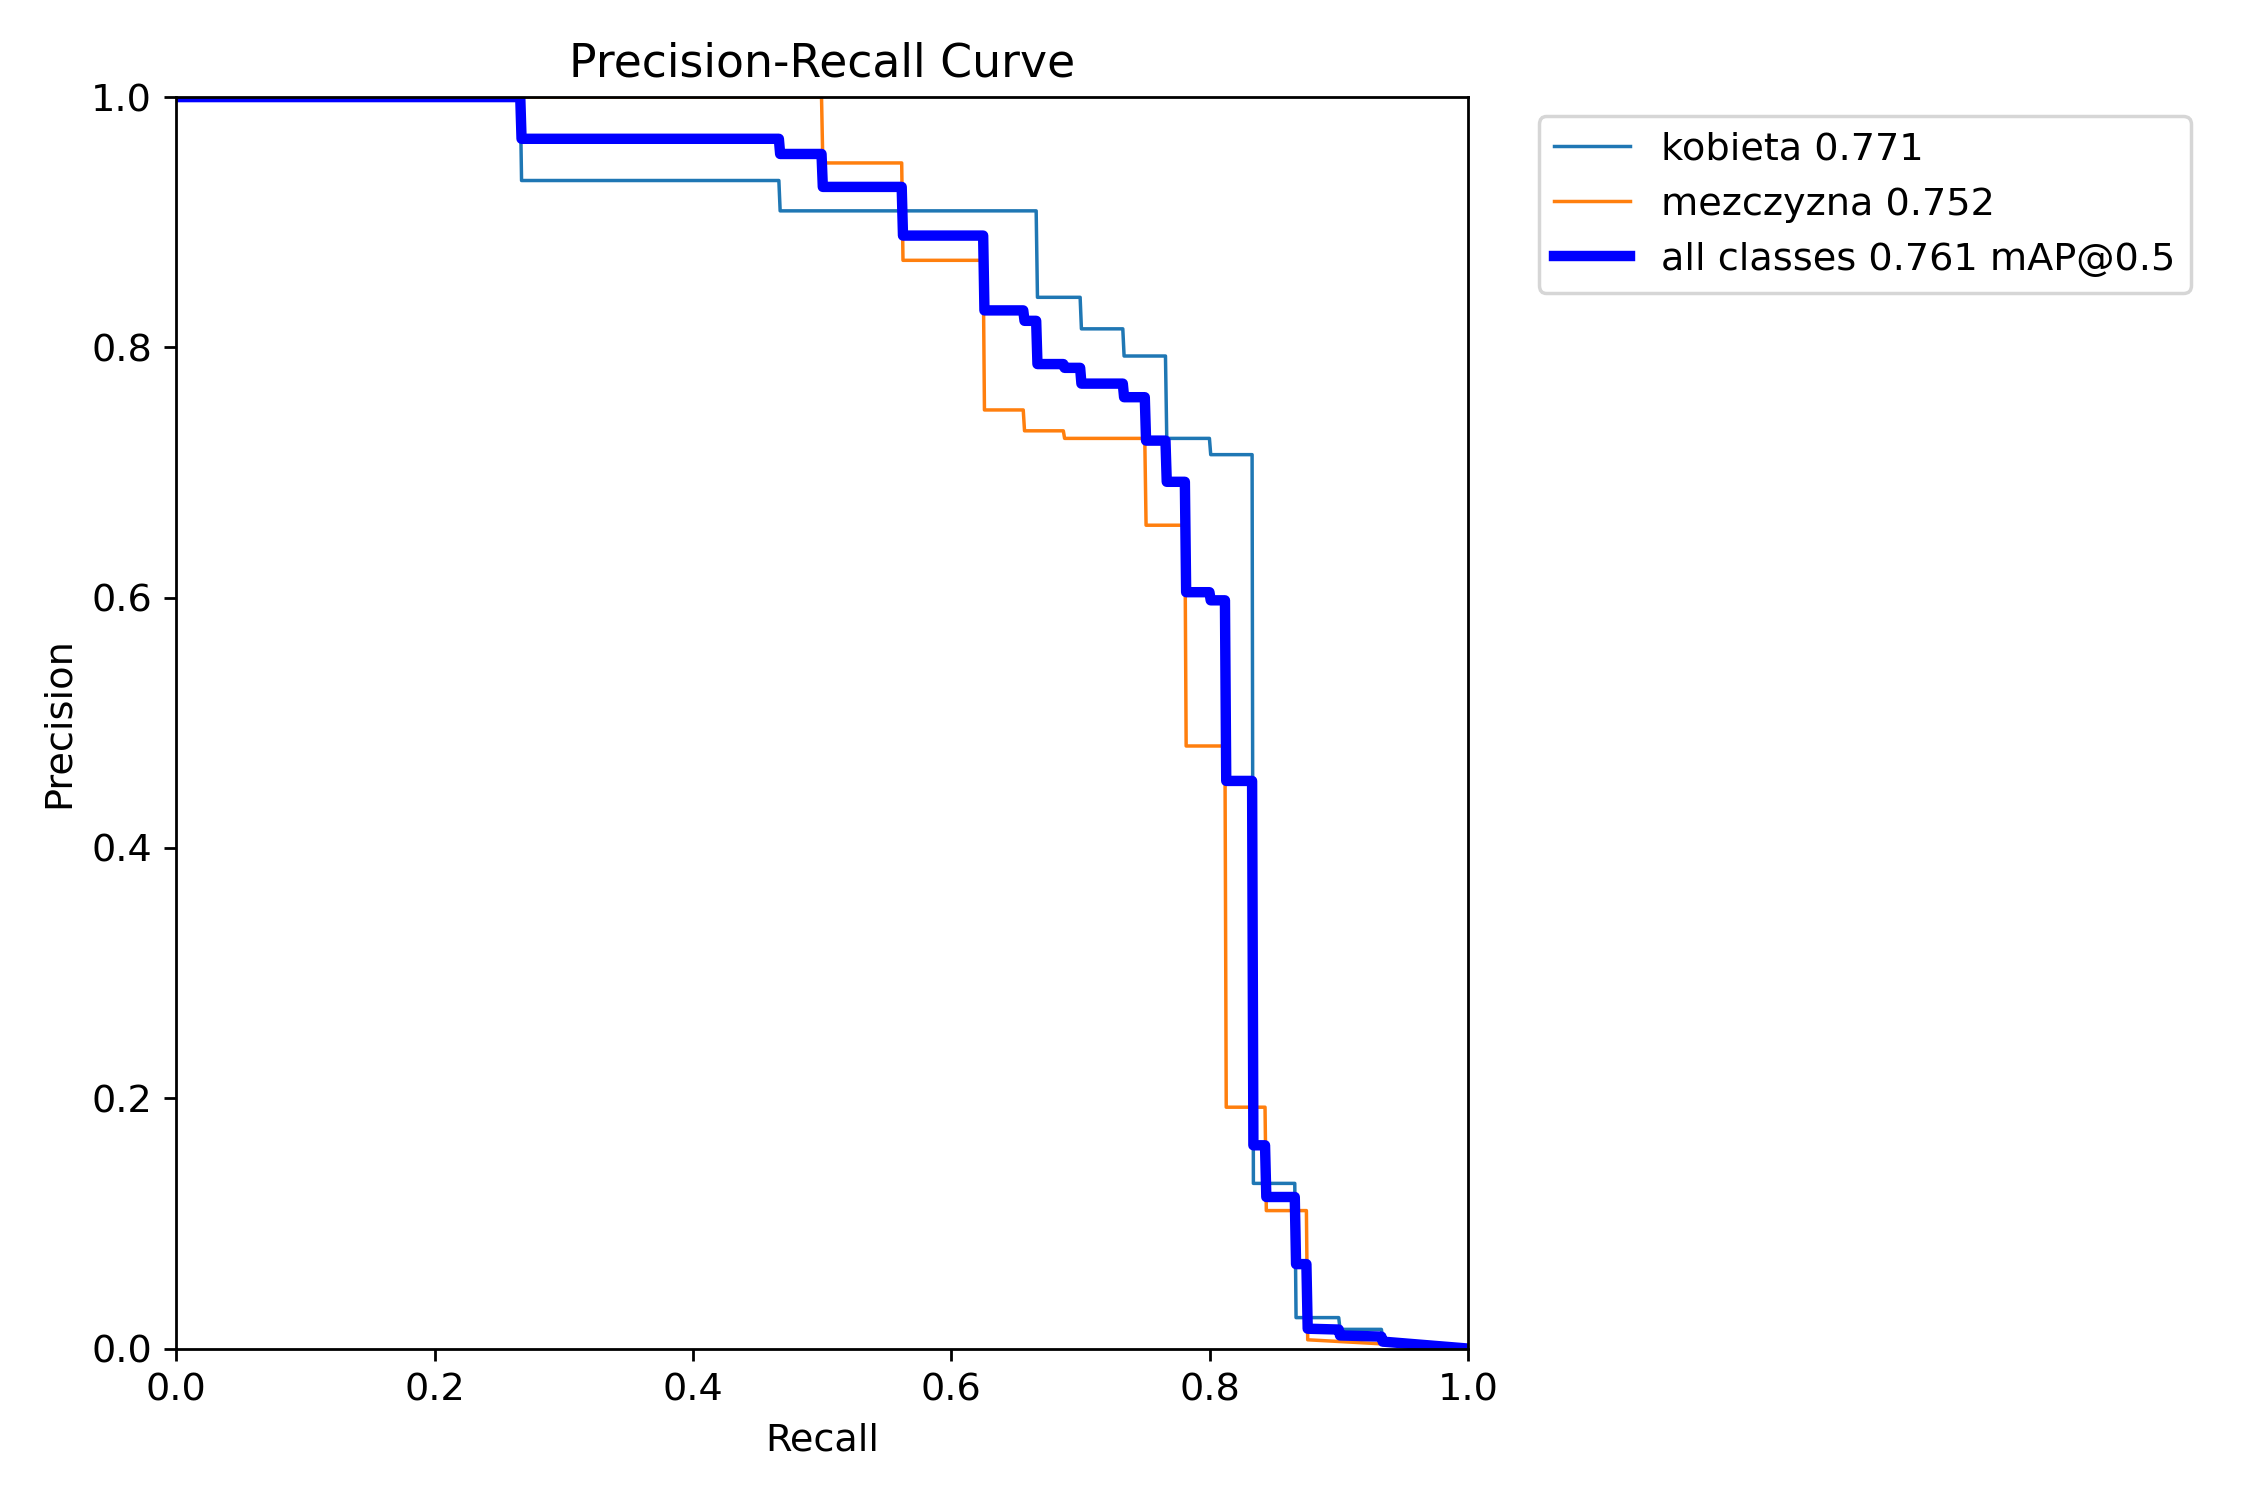 Precision-Recall Curve
kobieta 0.771
mezczyzna 0.752
all classes 0.761 mAP@0.5
Precision
1.0
0.8
0.6
0.4
0.2
0.0
0.0 0.2 0.4 0.6 0.8 1.0
Recall